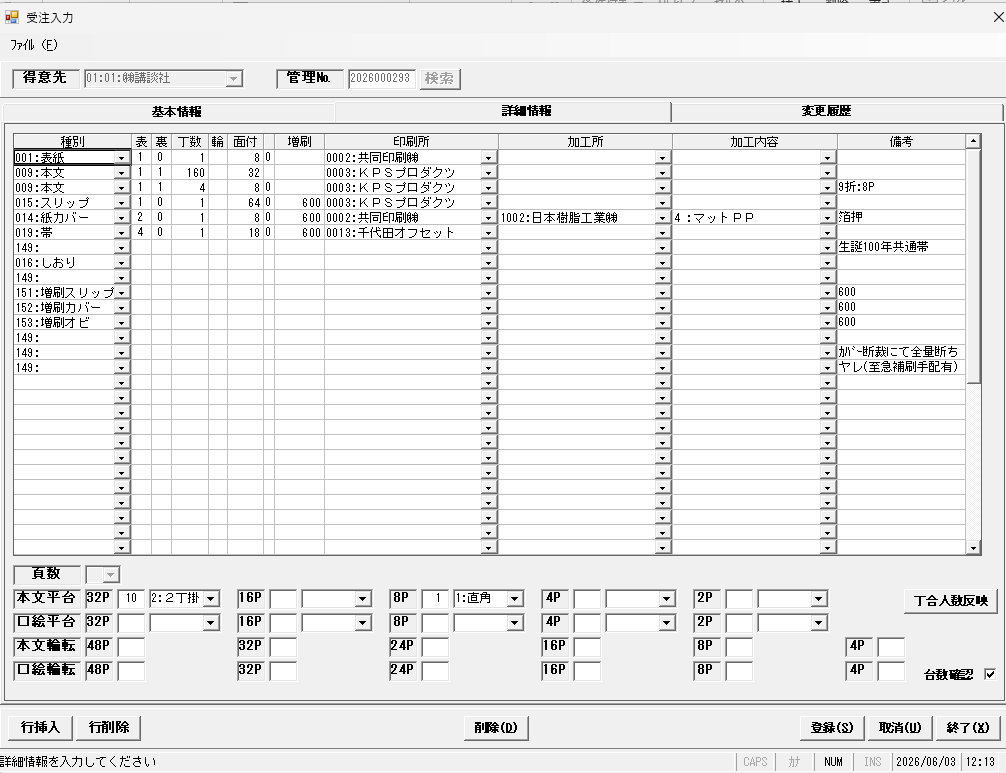 受注入力
ﾌｧｲﾙ (F)
得意先 01:01:㈱講談社 管理No. 2026000293 検索
基本情報 詳細情報 変更履歴
種別 表 裏 丁数 輪 面付 増刷 印刷所 加工所 加工内容 備考
001:表紙 1 0 1 8 0 0002:共同印刷㈱
009:本文 1 1 160 32 0003:ＫＰＳプロダクツ
009:本文 1 1 4 8 0 0003:ＫＰＳプロダクツ 9折:8P
015:スリップ 1 0 1 64 0 600 0003:ＫＰＳプロダクツ
014:紙カバー 2 0 1 8 0 600 0002:共同印刷㈱ 1002:日本樹脂工業㈱ 4 :マットＰＰ 箔押
019:帯 4 0 1 18 0 600 0013:千代田オフセット
149: 生誕100年共通帯
016:しおり
149:
151:増刷スリップ 600
152:増刷カバー 600
153:増刷オビ 600
149:
149: ｶﾊﾞｰ断裁にて全量断ち
149: ヤレ(至急補刷手配有)
頁数
本文平台 32P 10 2:２丁掛 16P 8P 1 1:直角 4P 2P 丁合人数反映
口絵平台 32P 16P 8P 4P 2P
本文輪転 48P 32P 24P 16P 8P 4P
口絵輪転 48P 32P 24P 16P 8P 4P 台数確認
行挿入 行削除 削除(D) 登録(S) 取消(U) 終了(X)
詳細情報を入力してください CAPS ｶﾅ NUM INS 2026/06/03 12:13